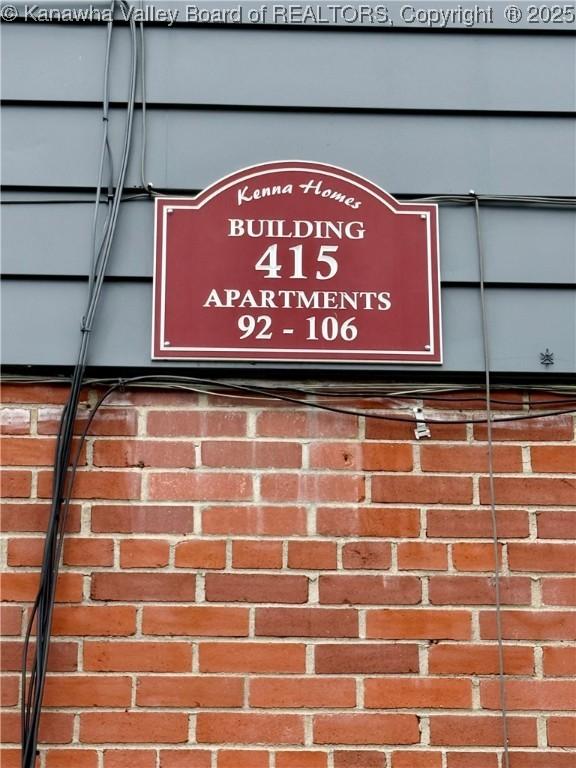 © Kanawha Valley Board of REALTORS, Copyright ® 2025
Kenna Homes
BUILDING
415
APARTMENTS
92 - 106